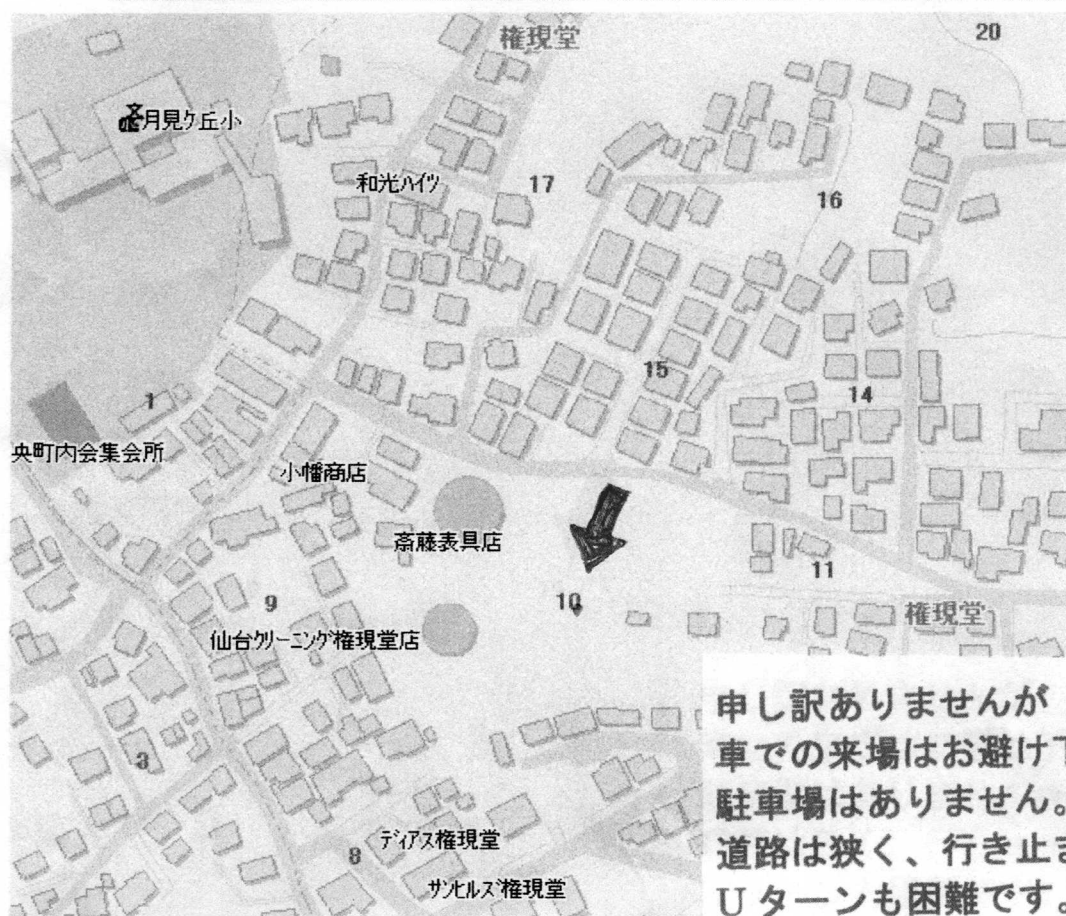 権現堂
20
月見ケ丘小
和光ハイツ
17
16
15
14
1
央町内会集会所
小幡商店
斎藤表具店
11
10
9
権現堂
仙台クリーニング権現堂店
3
8
ディアス権現堂
サンヒルズ権現堂
申し訳ありませんが
車での来場はお避け下
駐車場はありません。
道路は狭く、行き止ま
Uターンも困難です。